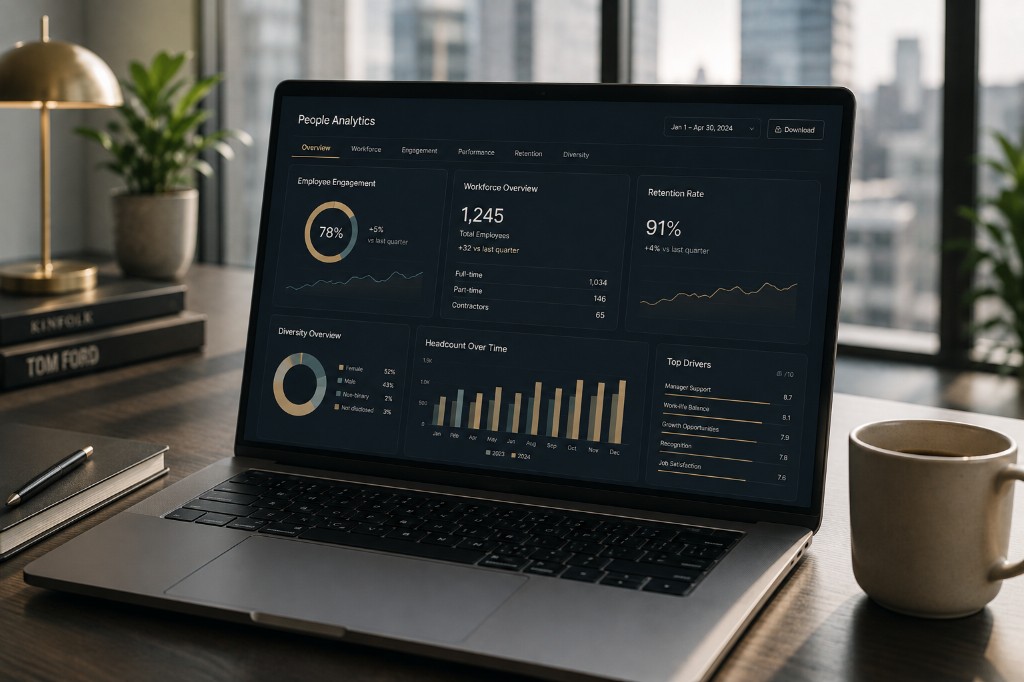 People Analytics
Jan 1 – Apr 30, 2024
Download
Overview
Workforce
Engagement
Performance
Retention
Diversity
Employee Engagement
78%
+5%
vs last quarter
Workforce Overview
1,245
Total Employees
+32 vs last quarter
Full-time 1,034
Part-time 146
Contractors 65
Retention Rate
91%
+4% vs last quarter
Diversity Overview
Female 52%
Male 43%
Non-binary 2%
Not disclosed 3%
Headcount Over Time
Jan Feb Apr May Jun Aug Sep Oct Nov Dec
2023 2024
Top Drivers
/10
Manager Support 8.7
Work-life Balance 8.1
Growth Opportunities 7.9
Recognition 7.8
Job Satisfaction 7.6
KINFOLK
TOM FORD